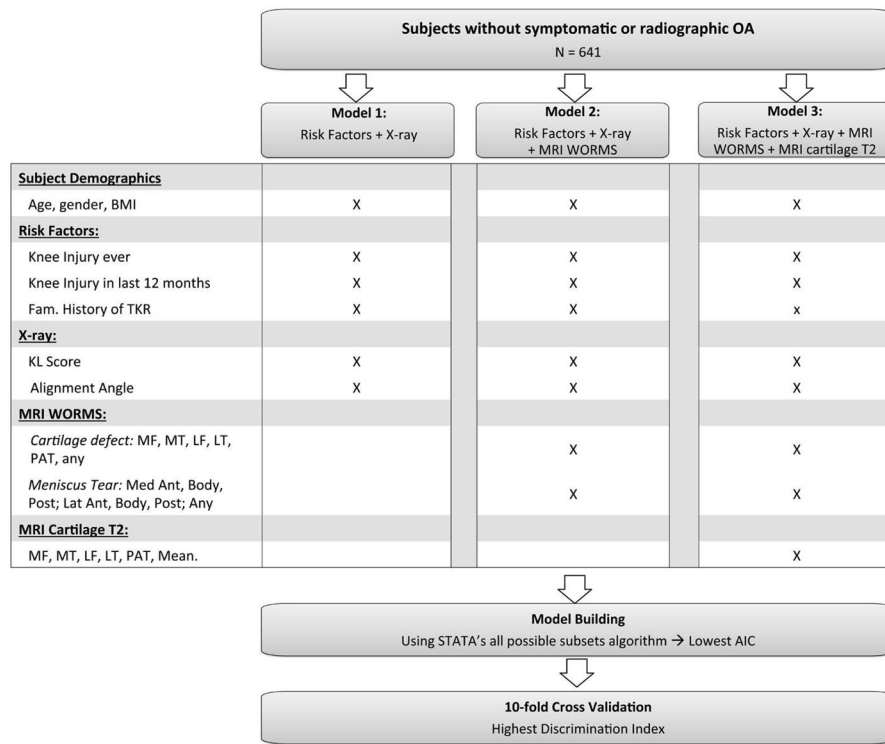 Subjects without symptomatic or radiographic OA
N = 641
Model 1:
Risk Factors + X-ray
Model 2:
Risk Factors + X-ray
+ MRI WORMS
Model 3:
Risk Factors + X-ray + MRI
WORMS + MRI cartilage T2
Subject Demographics
Age, gender, BMI X X X
Risk Factors:
Knee Injury ever X X X
Knee Injury in last 12 months X X X
Fam. History of TKR X X x
X-ray:
KL Score X X X
Alignment Angle X X X
MRI WORMS:
Cartilage defect: MF, MT, LF, LT,
PAT, any X X
Meniscus Tear: Med Ant, Body,
Post; Lat Ant, Body, Post; Any X X
MRI Cartilage T2:
MF, MT, LF, LT, PAT, Mean. X
Model Building
Using STATA's all possible subsets algorithm → Lowest AIC
10-fold Cross Validation
Highest Discrimination Index